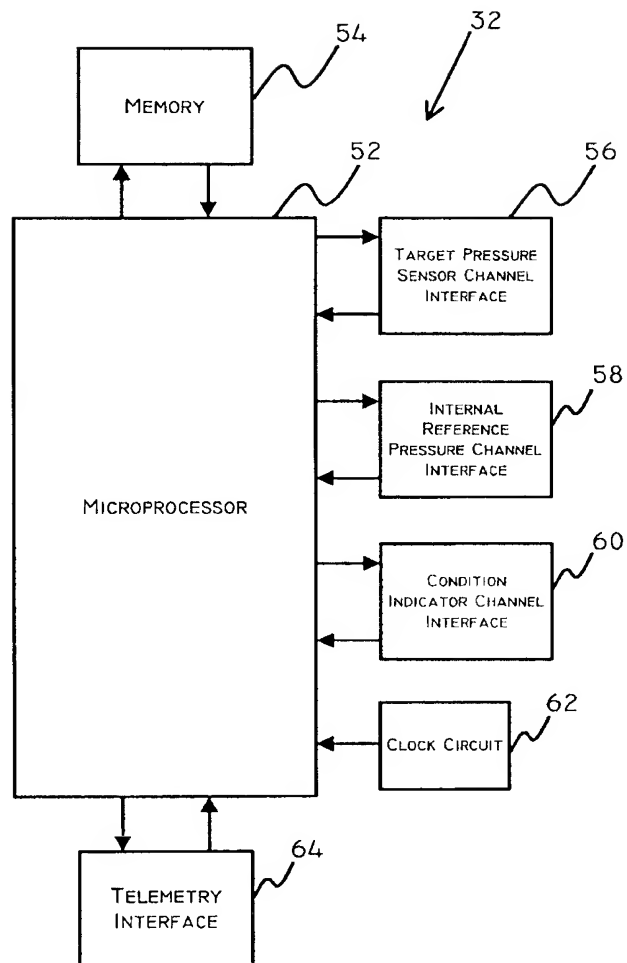 54
32
MEMORY
52
56
TARGET PRESSURE
SENSOR CHANNEL
INTERFACE
58
INTERNAL
REFERENCE
PRESSURE CHANNEL
INTERFACE
MICROPROCESSOR
60
CONDITION
INDICATOR CHANNEL
INTERFACE
62
CLOCK CIRCUIT
64
TELEMETRY
INTERFACE